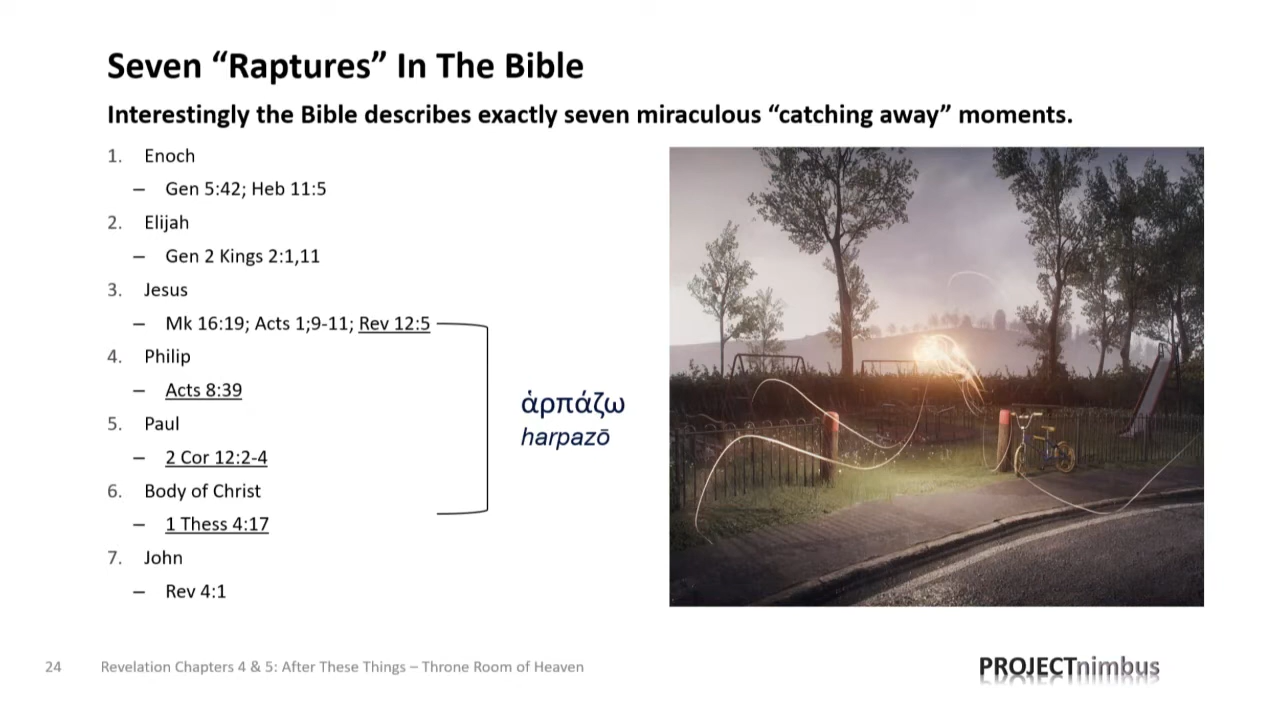 Seven “Raptures” In The Bible
Interestingly the Bible describes exactly seven miraculous “catching away” moments.
1. Enoch
– Gen 5:42; Heb 11:5
2. Elijah
– Gen 2 Kings 2:1,11
3. Jesus
– Mk 16:19; Acts 1;9-11; Rev 12:5
4. Philip
– Acts 8:39
5. Paul
– 2 Cor 12:2-4
6. Body of Christ
– 1 Thess 4:17
7. John
– Rev 4:1
ἁρπάζω
harpazō
24 Revelation Chapters 4 & 5: After These Things – Throne Room of Heaven
PROJECTnimbus